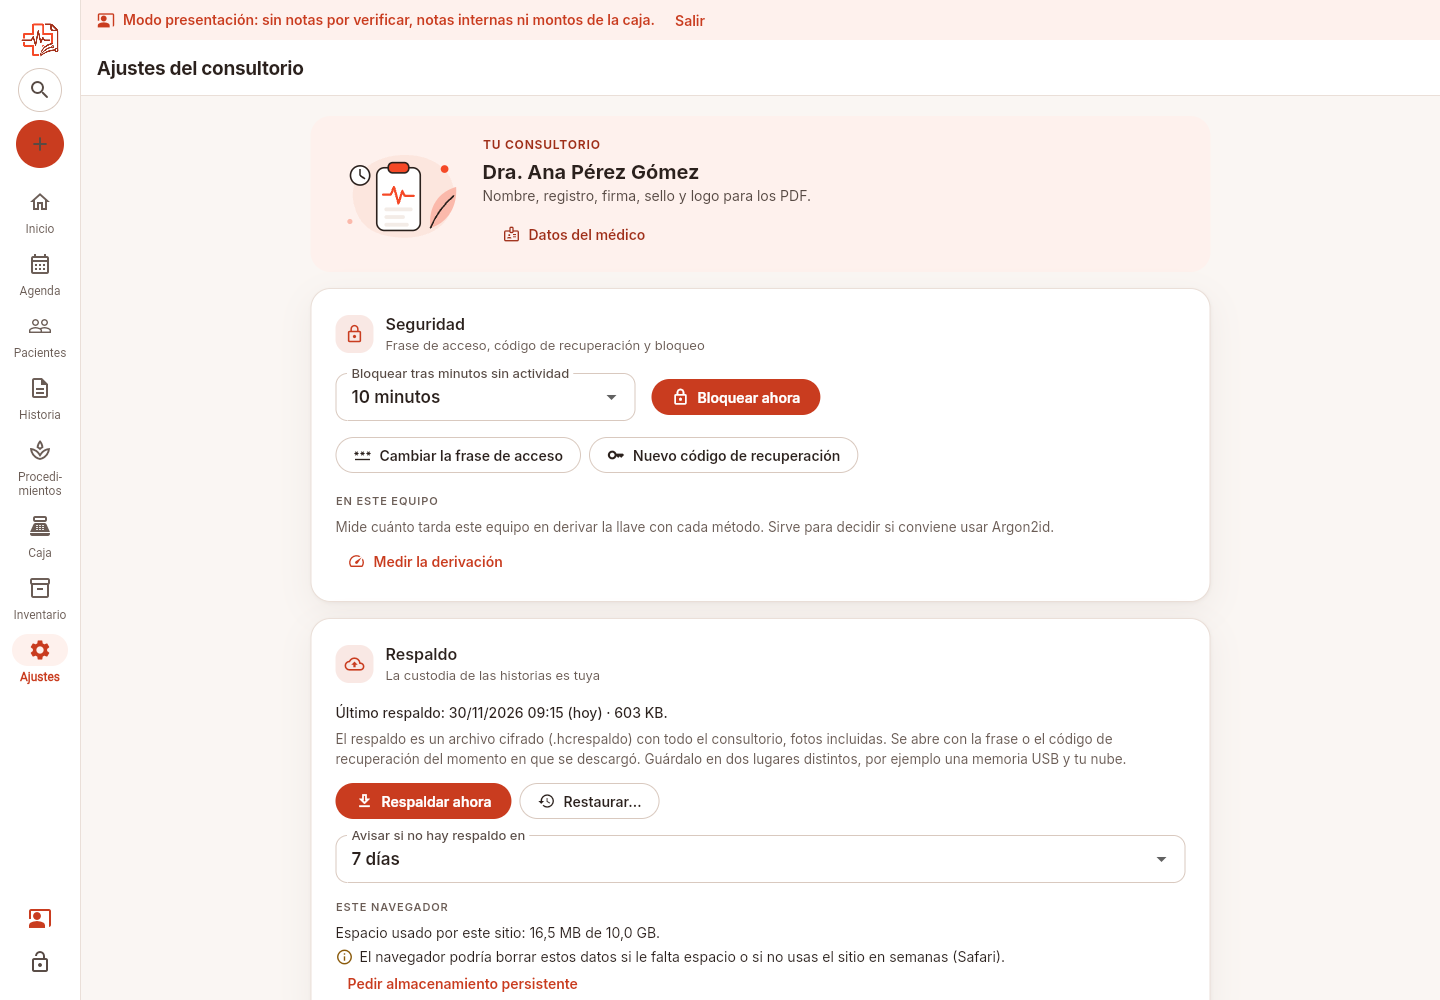 Modo presentación: sin notas por verificar, notas internas ni montos de la caja.
Salir
Ajustes del consultorio
Inicio
Agenda
Pacientes
Historia
Procedi-
mientos
Caja
Inventario
Ajustes
TU CONSULTORIO
Dra. Ana Pérez Gómez
Nombre, registro, firma, sello y logo para los PDF.
Datos del médico
Seguridad
Frase de acceso, código de recuperación y bloqueo
Bloquear tras minutos sin actividad
10 minutos
Bloquear ahora
Cambiar la frase de acceso
Nuevo código de recuperación
EN ESTE EQUIPO
Mide cuánto tarda este equipo en derivar la llave con cada método. Sirve para decidir si conviene usar Argon2id.
Medir la derivación
Respaldo
La custodia de las historias es tuya
Último respaldo: 30/11/2026 09:15 (hoy) · 603 KB.
El respaldo es un archivo cifrado (.hcrespaldo) con todo el consultorio, fotos incluidas. Se abre con la frase o el código de
recuperación del momento en que se descargó. Guárdalo en dos lugares distintos, por ejemplo una memoria USB y tu nube.
Respaldar ahora
Restaurar...
Avisar si no hay respaldo en
7 días
ESTE NAVEGADOR
Espacio usado por este sitio: 16,5 MB de 10,0 GB.
El navegador podría borrar estos datos si le falta espacio o si no usas el sitio en semanas (Safari).
Pedir almacenamiento persistente